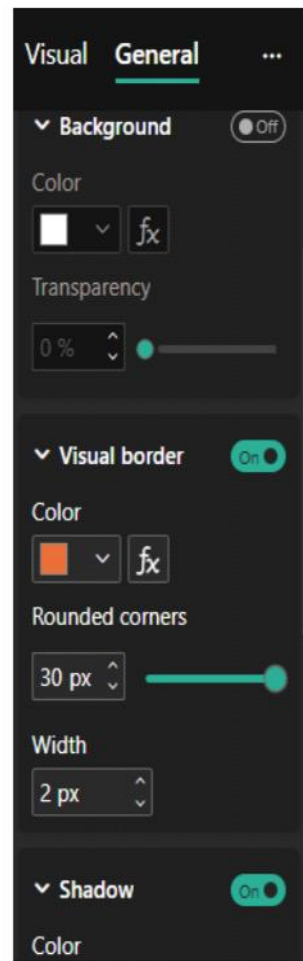 Visual General ...
Background Off
Color
fx
Transparency
0 %
Visual border On
Color
fx
Rounded corners
30 px
Width
2 px
Shadow On
Color